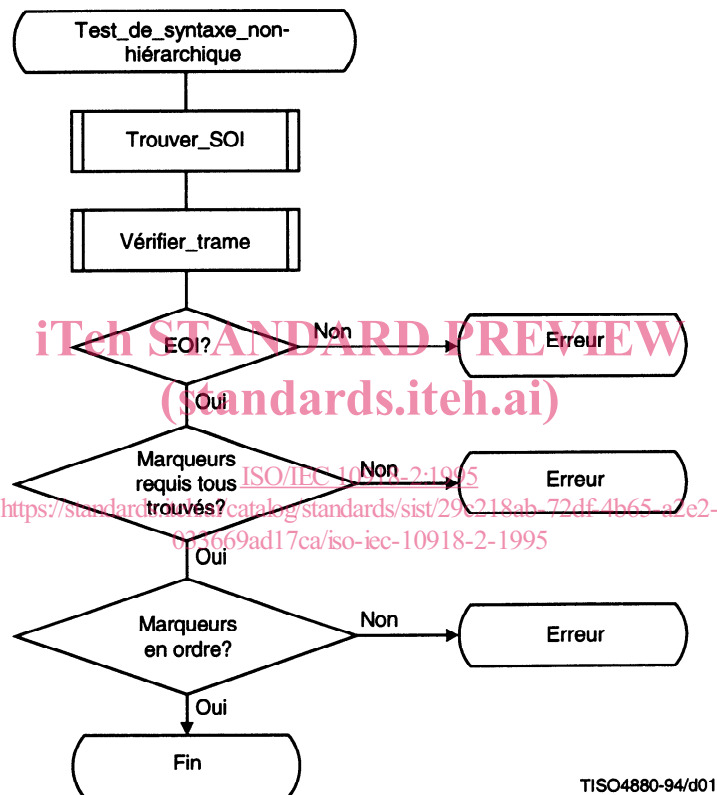 Test_de_syntaxe_non-
hiérarchique
Trouver_SOI
Vérifier_trame
EOI?
Non
Erreur
iTeh STANDARD PREVIEW
Oui
(standards.iteh.ai)
Marqueurs
requis tous
trouvés?
Non
Erreur
ISO/IEC 10918-2:1995
https://standards.iteh.ai/catalog/standards/sist/29c218ab-72df-4b65-a2e2-
033669ad17ca/iso-iec-10918-2-1995
Oui
Marqueurs
en ordre?
Non
Erreur
Oui
Fin
TISO4880-94/d01